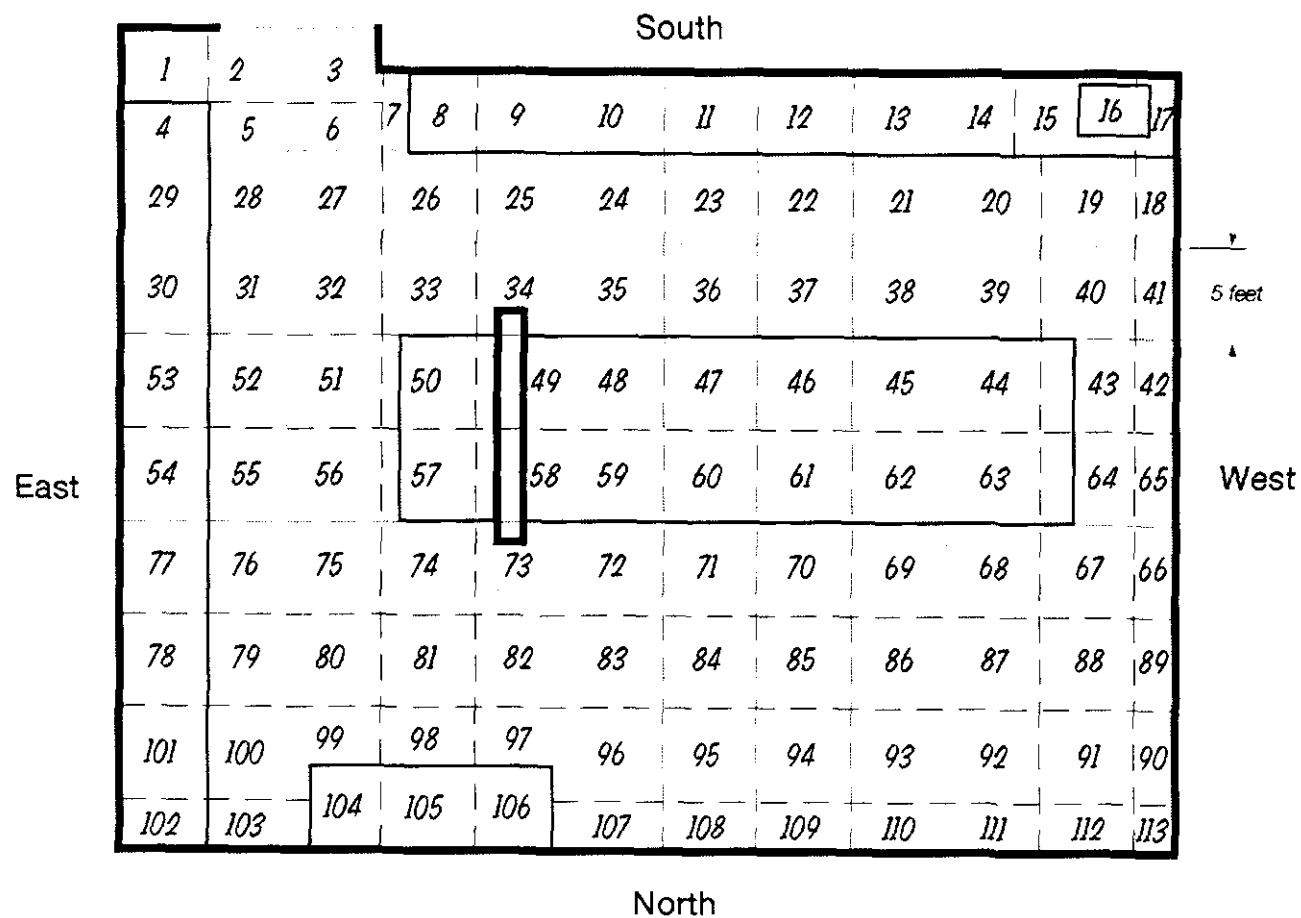 South
1 2 3
4 5 6 7 8 9 10 11 12 13 14 15 16 17
29 28 27 26 25 24 23 22 21 20 19 18
30 31 32 33 34 35 36 37 38 39 40 41 5 feet
53 52 51 50 49 48 47 46 45 44 43 42
East 54 55 56 57 58 59 60 61 62 63 64 65 West
77 76 75 74 73 72 71 70 69 68 67 66
78 79 80 81 82 83 84 85 86 87 88 89
101 100 99 98 97 96 95 94 93 92 91 90
102 103 104 105 106 107 108 109 110 111 112 113
North